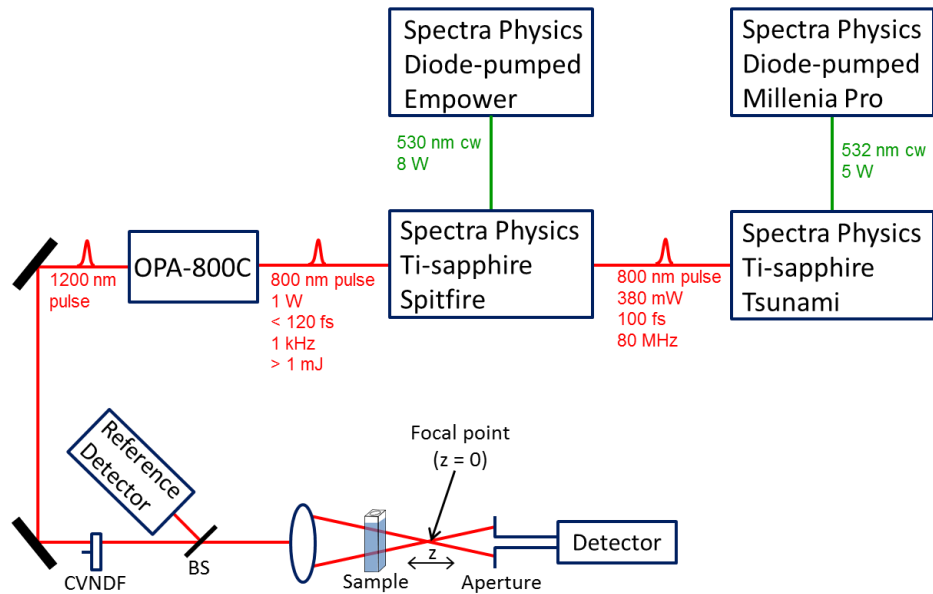 Spectra Physics
Diode-pumped
Empower
Spectra Physics
Diode-pumped
Millenia Pro
530 nm cw
8 W
532 nm cw
5 W
OPA-800C
Spectra Physics
Ti-sapphire
Spitfire
Spectra Physics
Ti-sapphire
Tsunami
1200 nm
pulse
800 nm pulse
1 W
< 120 fs
1 kHz
> 1 mJ
800 nm pulse
380 mW
100 fs
80 MHz
Reference
Detector
Focal point
(z = 0)
CVNDF
BS
Sample
z
Aperture
Detector